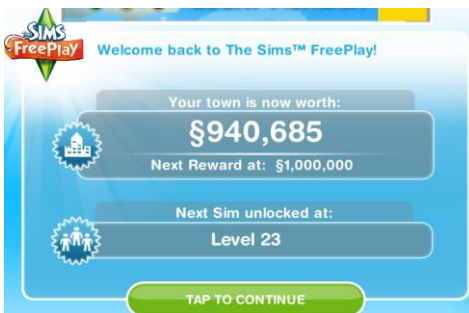 SIMS
FreePlay
Welcome back to The Sims™ FreePlay!
Your town is now worth:
§940,685
Next Reward at: §1,000,000
Next Sim unlocked at:
Level 23
TAP TO CONTINUE